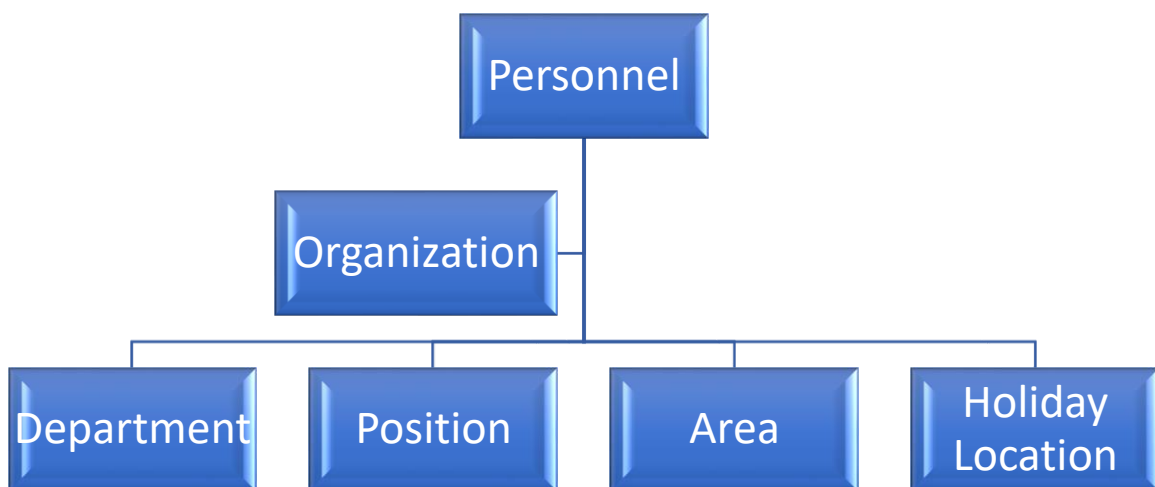 Personnel
Organization
Department
Position
Area
Holiday
Location